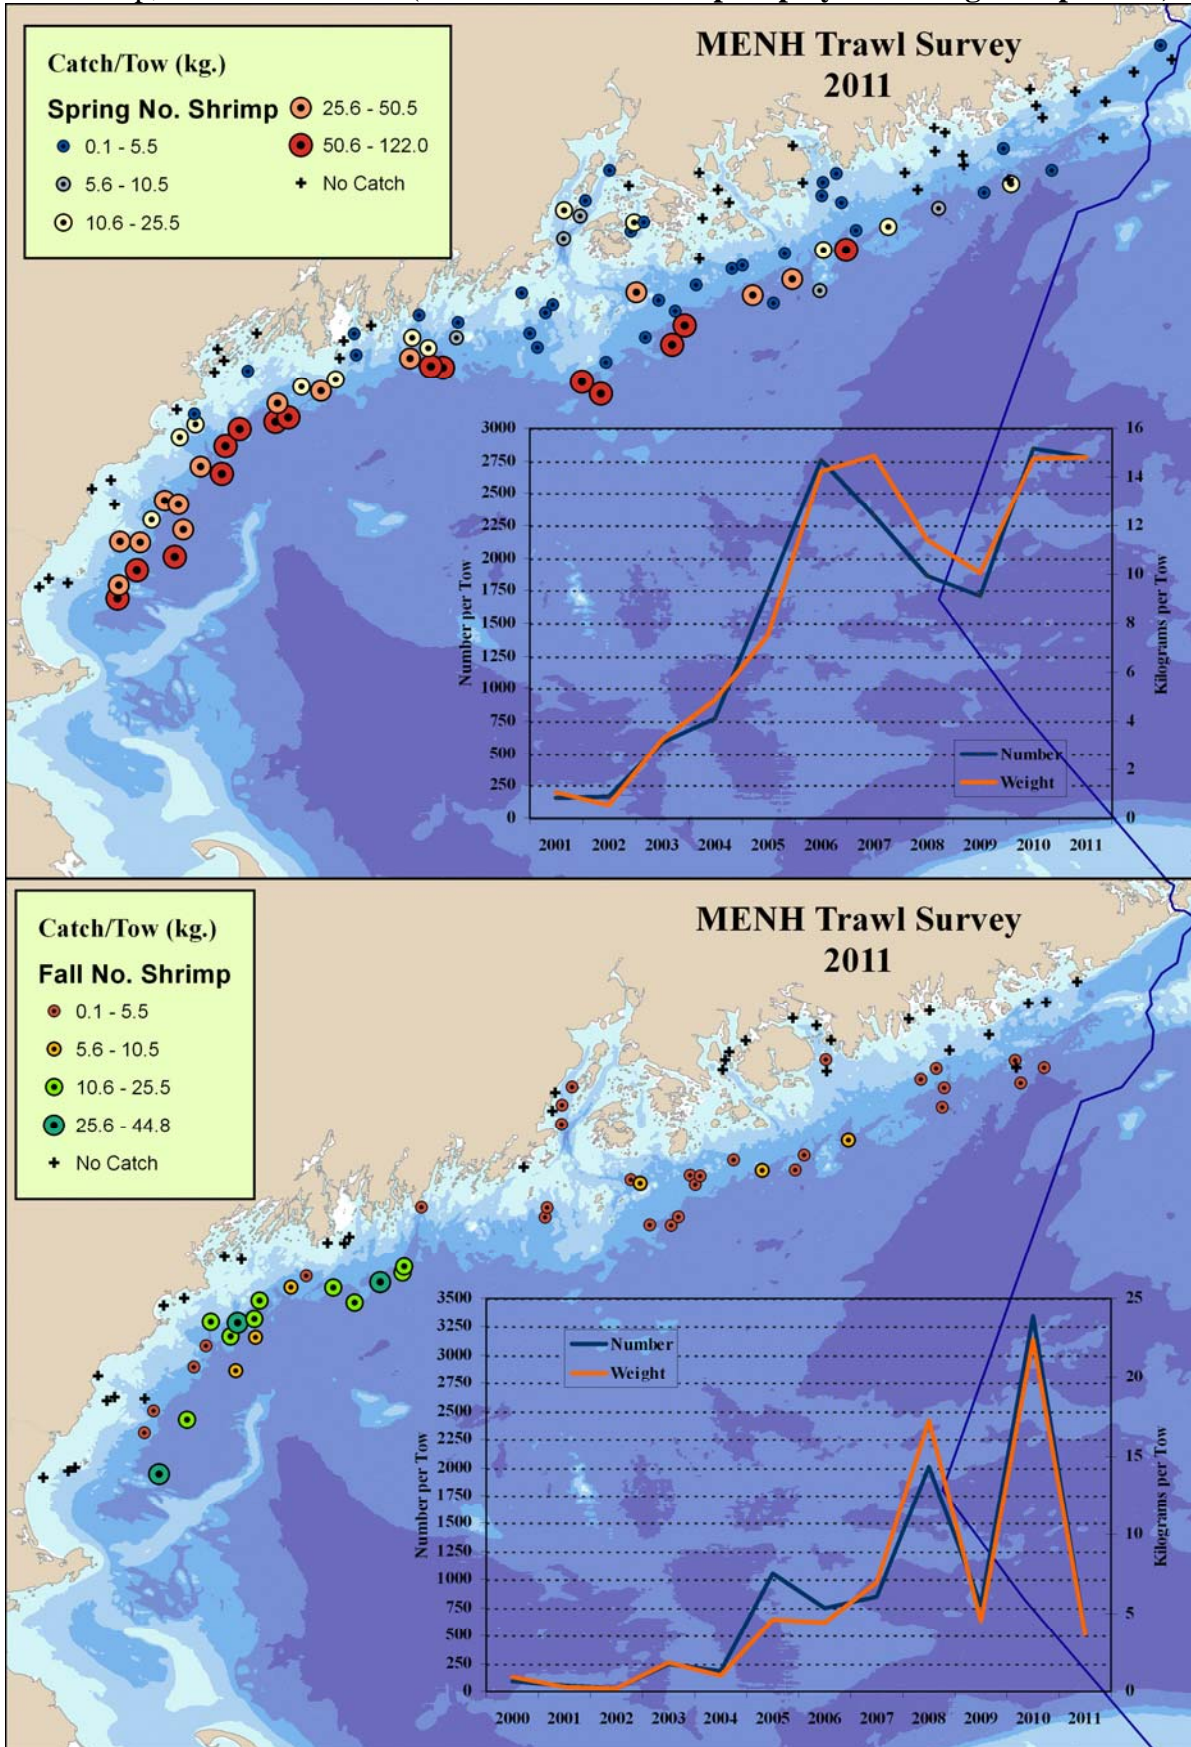 MENH Trawl Survey
2011
Catch/Tow (kg.)
Spring No. Shrimp
0.1 - 5.5
5.6 - 10.5
10.6 - 25.5
25.6 - 50.5
50.6 - 122.0
No Catch
Number per Tow
3000
2750
2500
2250
2000
1750
1500
1250
1000
750
500
250
0
Kilograms per Tow
16
14
12
10
8
6
4
2
0
Number
Weight
2001 2002 2003 2004 2005 2006 2007 2008 2009 2010 2011
MENH Trawl Survey
2011
Catch/Tow (kg.)
Fall No. Shrimp
0.1 - 5.5
5.6 - 10.5
10.6 - 25.5
25.6 - 44.8
No Catch
Number per Tow
3500
3250
3000
2750
2500
2250
2000
1750
1500
1250
1000
750
500
250
0
Kilograms per Tow
25
20
15
10
5
0
Number
Weight
2000 2001 2002 2003 2004 2005 2006 2007 2008 2009 2010 2011